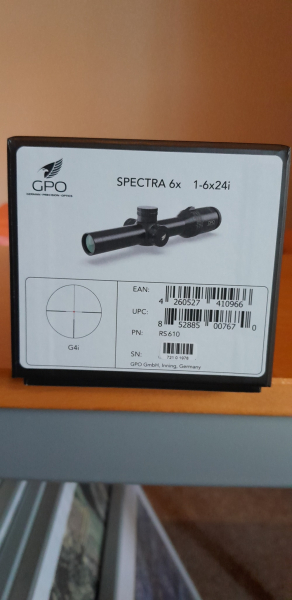 GPO
GERMAN PRECISION OPTICS
SPECTRA 6x 1-6x24i
EAN:
4 260527 410966
UPC:
8 52885 00767 0
PN: RS610
SN:
G4i
GPO GmbH, Inning, Germany